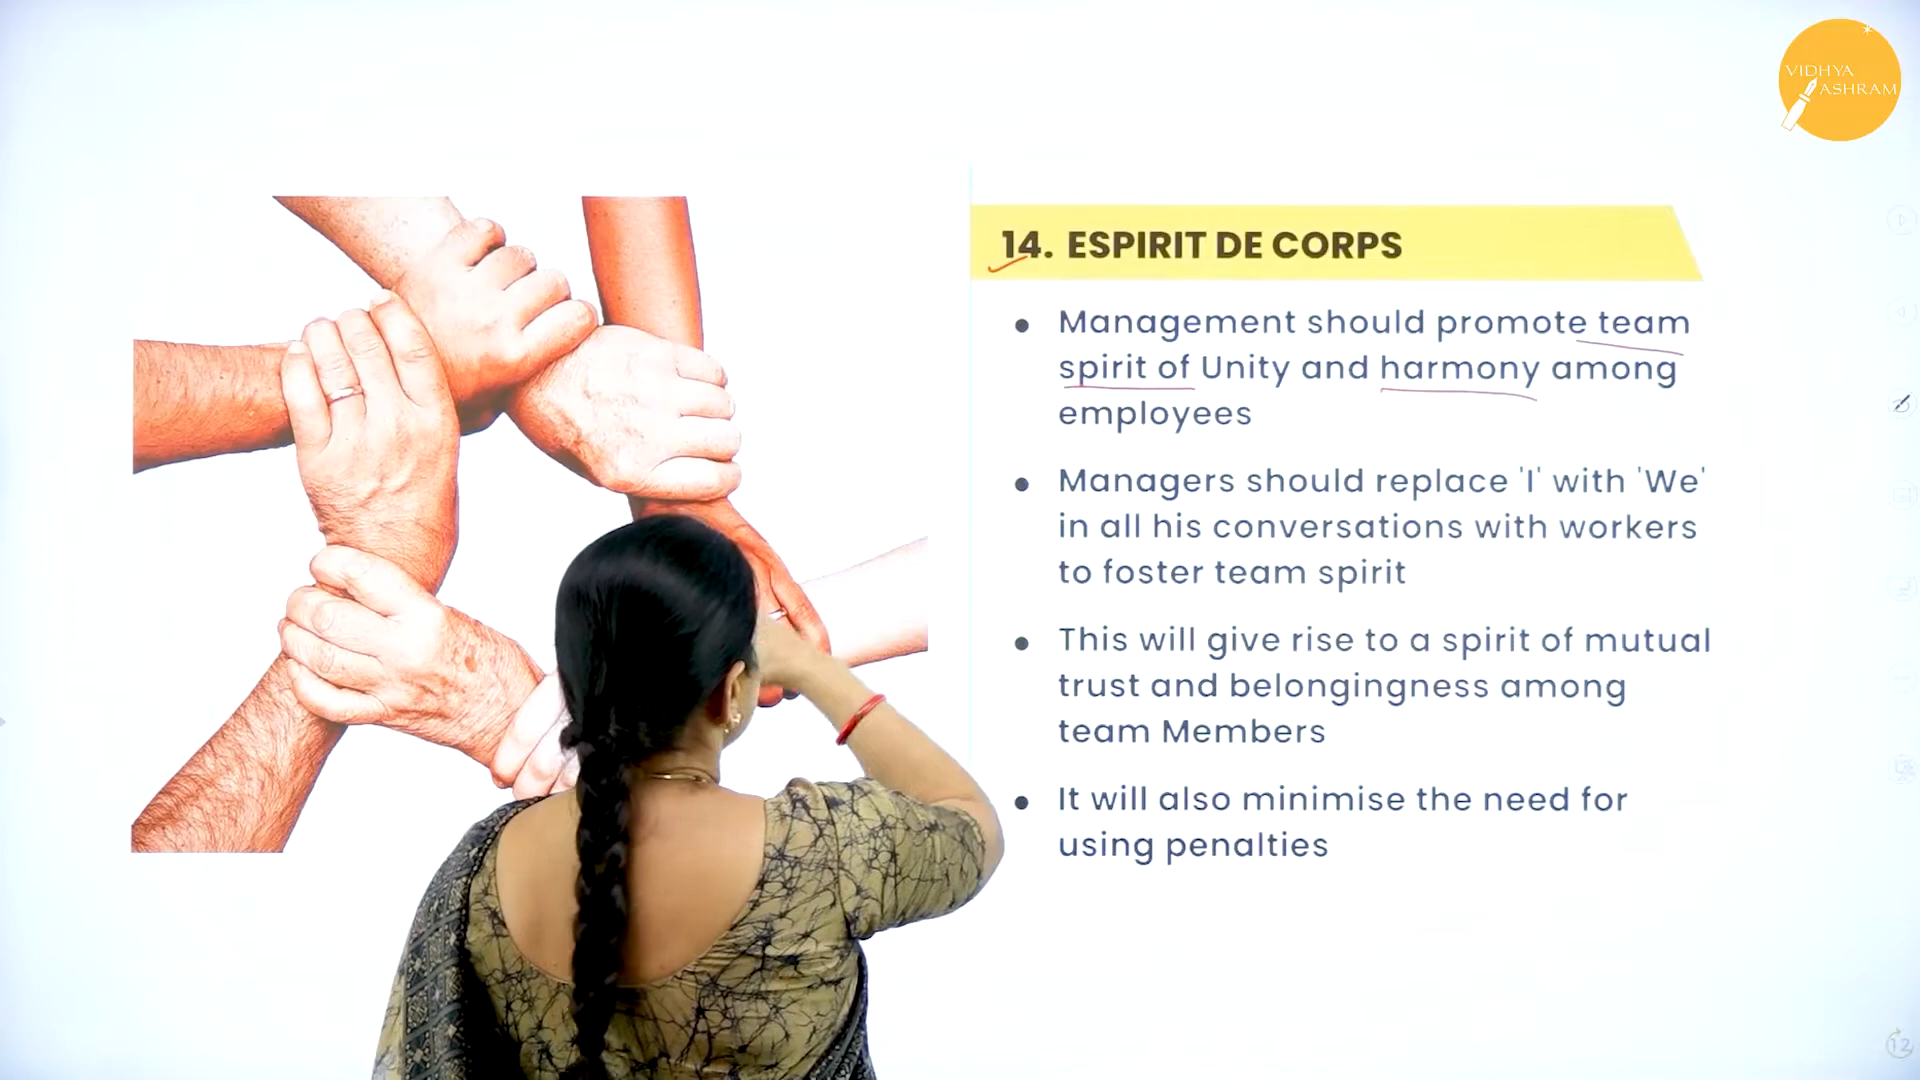 VIDHYA
ASHRAM
14. ESPIRIT DE CORPS
• Management should promote team
spirit of Unity and harmony among
employees
• Managers should replace 'I' with 'We'
in all his conversations with workers
to foster team spirit
• This will give rise to a spirit of mutual
trust and belongingness among
team Members
• It will also minimise the need for
using penalties
12